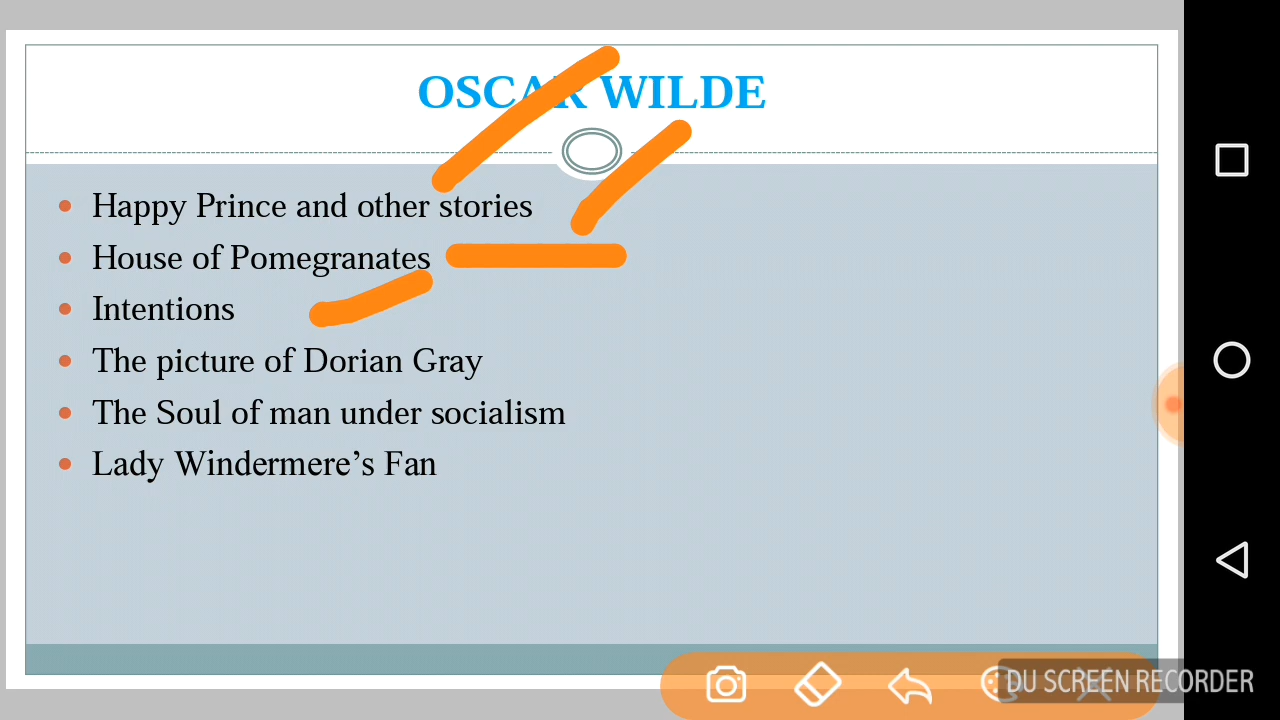 OSCAR WILDE
Happy Prince and other stories
House of Pomegranates
Intentions
The picture of Dorian Gray
The Soul of man under socialism
Lady Windermere’s Fan
DU SCREEN RECORDER